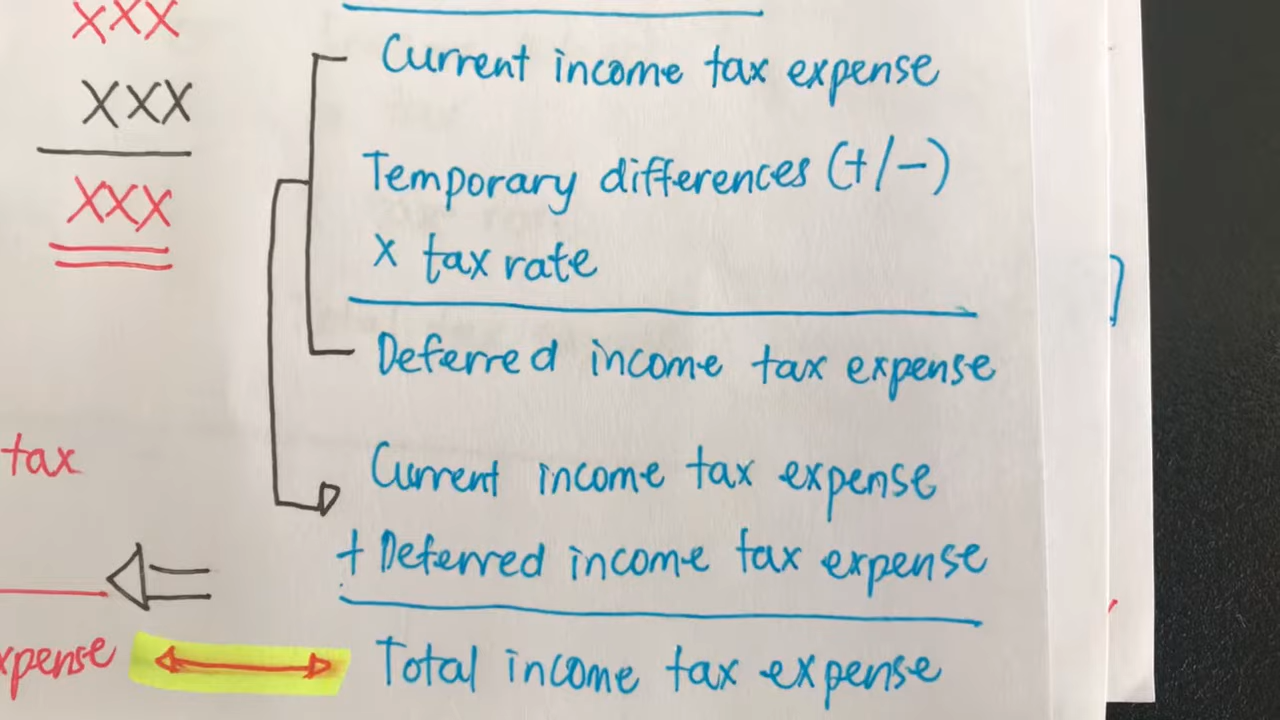 XXX
XXX
XXX
tax
Current income tax expense
Temporary differences (+/-)
x tax rate
Deferred income tax expense
Current income tax expense
+ Deferred income tax expense
Total income tax expense